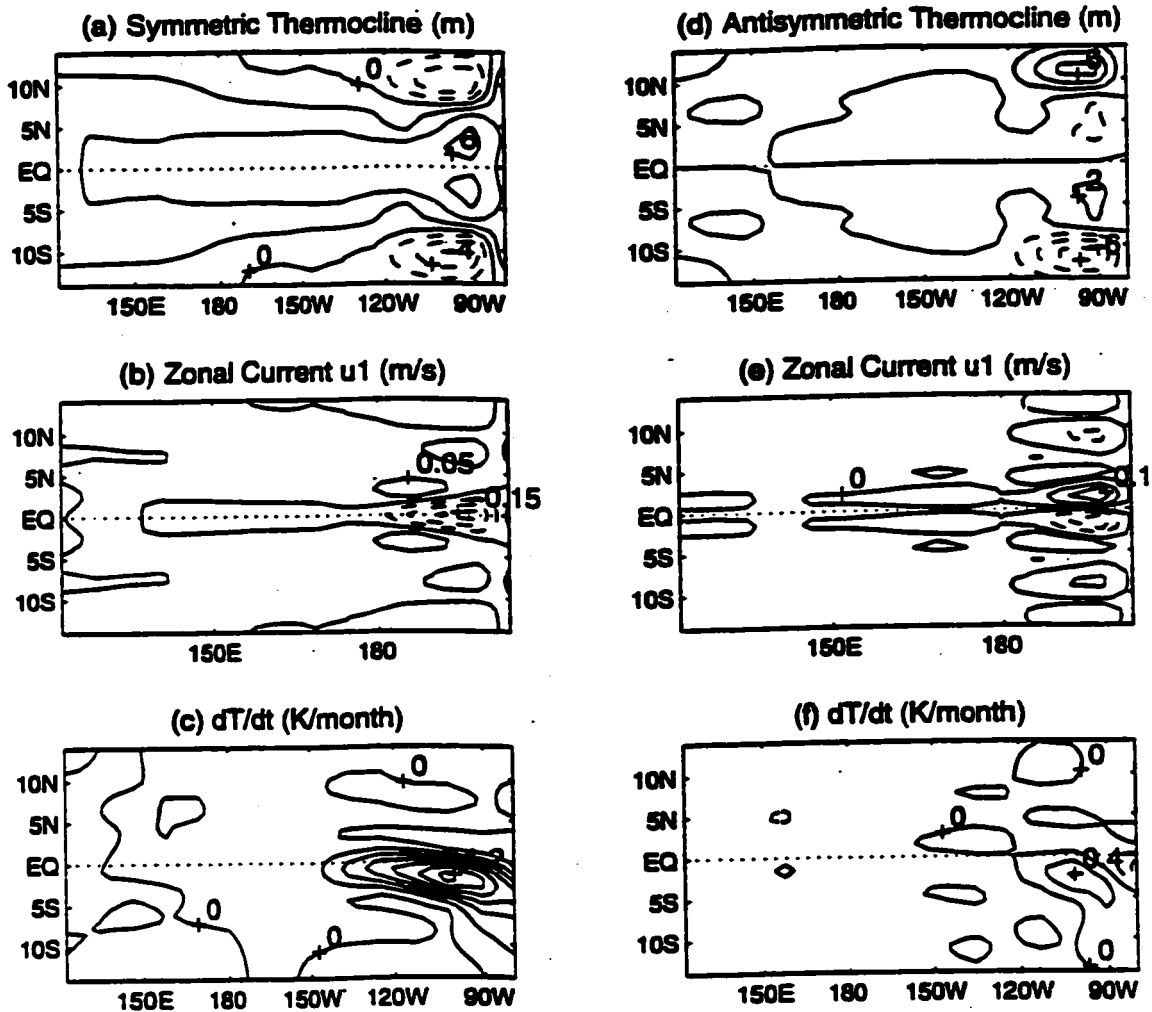 (a) Symmetric Thermocline (m)
10N
5N
EQ
5S
10S
0
0
150E 180 150W 120W 90W
(d) Antisymmetric Thermocline (m)
10N
5N
EQ
5S
10S
2
150E 180 150W 120W 90W
(b) Zonal Current u1 (m/s)
10N
5N
EQ
5S
10S
0.05
0.15
150E 180
(e) Zonal Current u1 (m/s)
10N
5N
EQ
5S
10S
0
0.1
150E 180
(c) dT/dt (K/month)
10N
5N
EQ
5S
10S
0
0
0
150E 180 150W 120W 90W
(f) dT/dt (K/month)
10N
5N
EQ
5S
10S
0
0
0.4
0
150E 180 150W 120W 90W